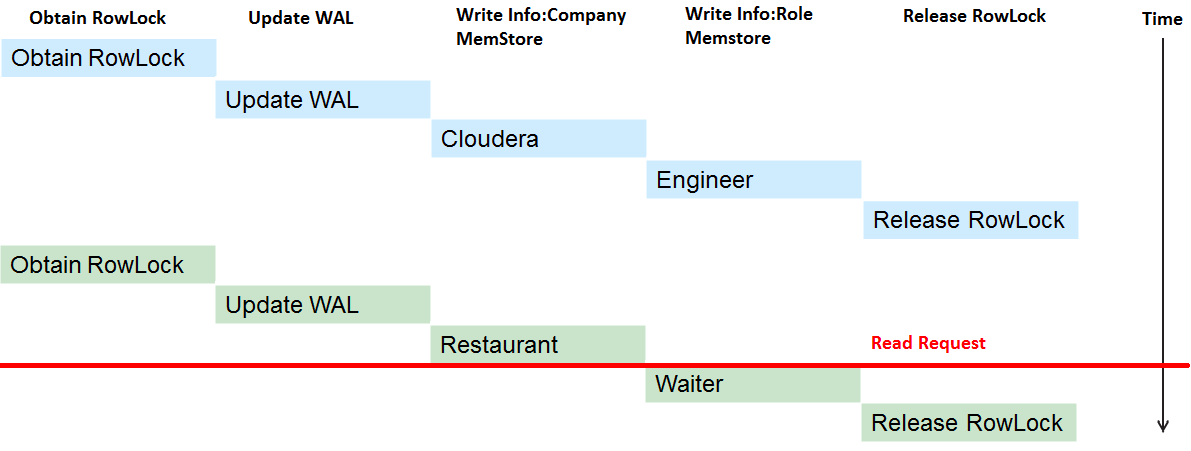 Obtain RowLock
Update WAL
Write Info:Company
MemStore
Write Info:Role
Memstore
Release RowLock
Time
Obtain RowLock
Update WAL
Cloudera
Engineer
Release RowLock
Obtain RowLock
Update WAL
Restaurant
Read Request
Waiter
Release RowLock